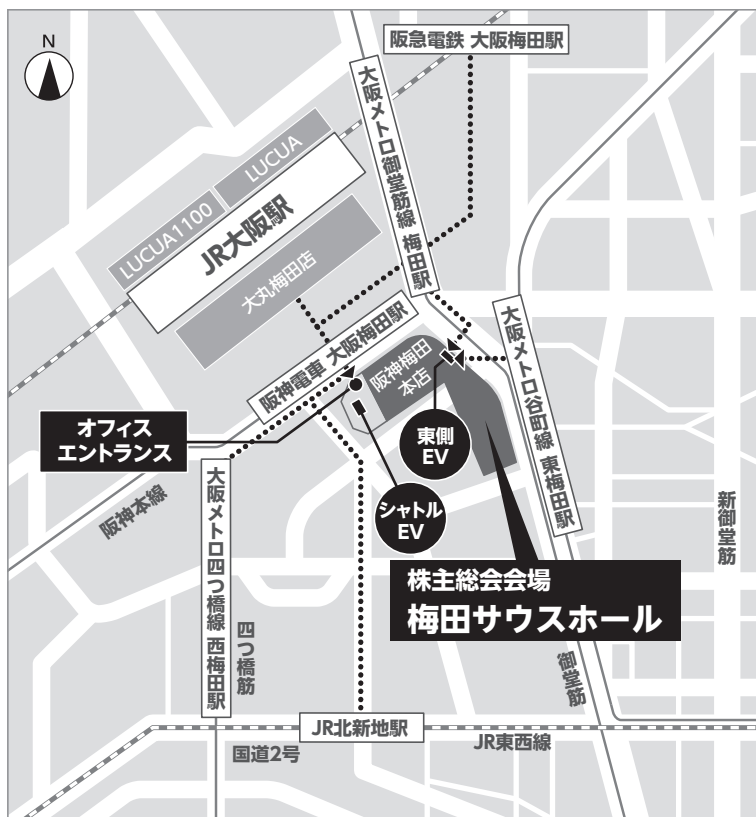 N
阪急電鉄 大阪梅田駅
大阪メトロ御堂筋線 梅田駅
LUCUA
LUCUA1100
JR大阪駅
大丸梅田店
阪神電車 大阪梅田駅
阪神梅田
本店
大阪メトロ谷町線 東梅田駅
オフィス
エントランス
東側
EV
シャトル
EV
阪神本線
大阪メトロ四つ橋線 西梅田駅
四つ橋筋
新御堂筋
株主総会会場
梅田サウスホール
御堂筋
JR北新地駅
国道2号
JR東西線